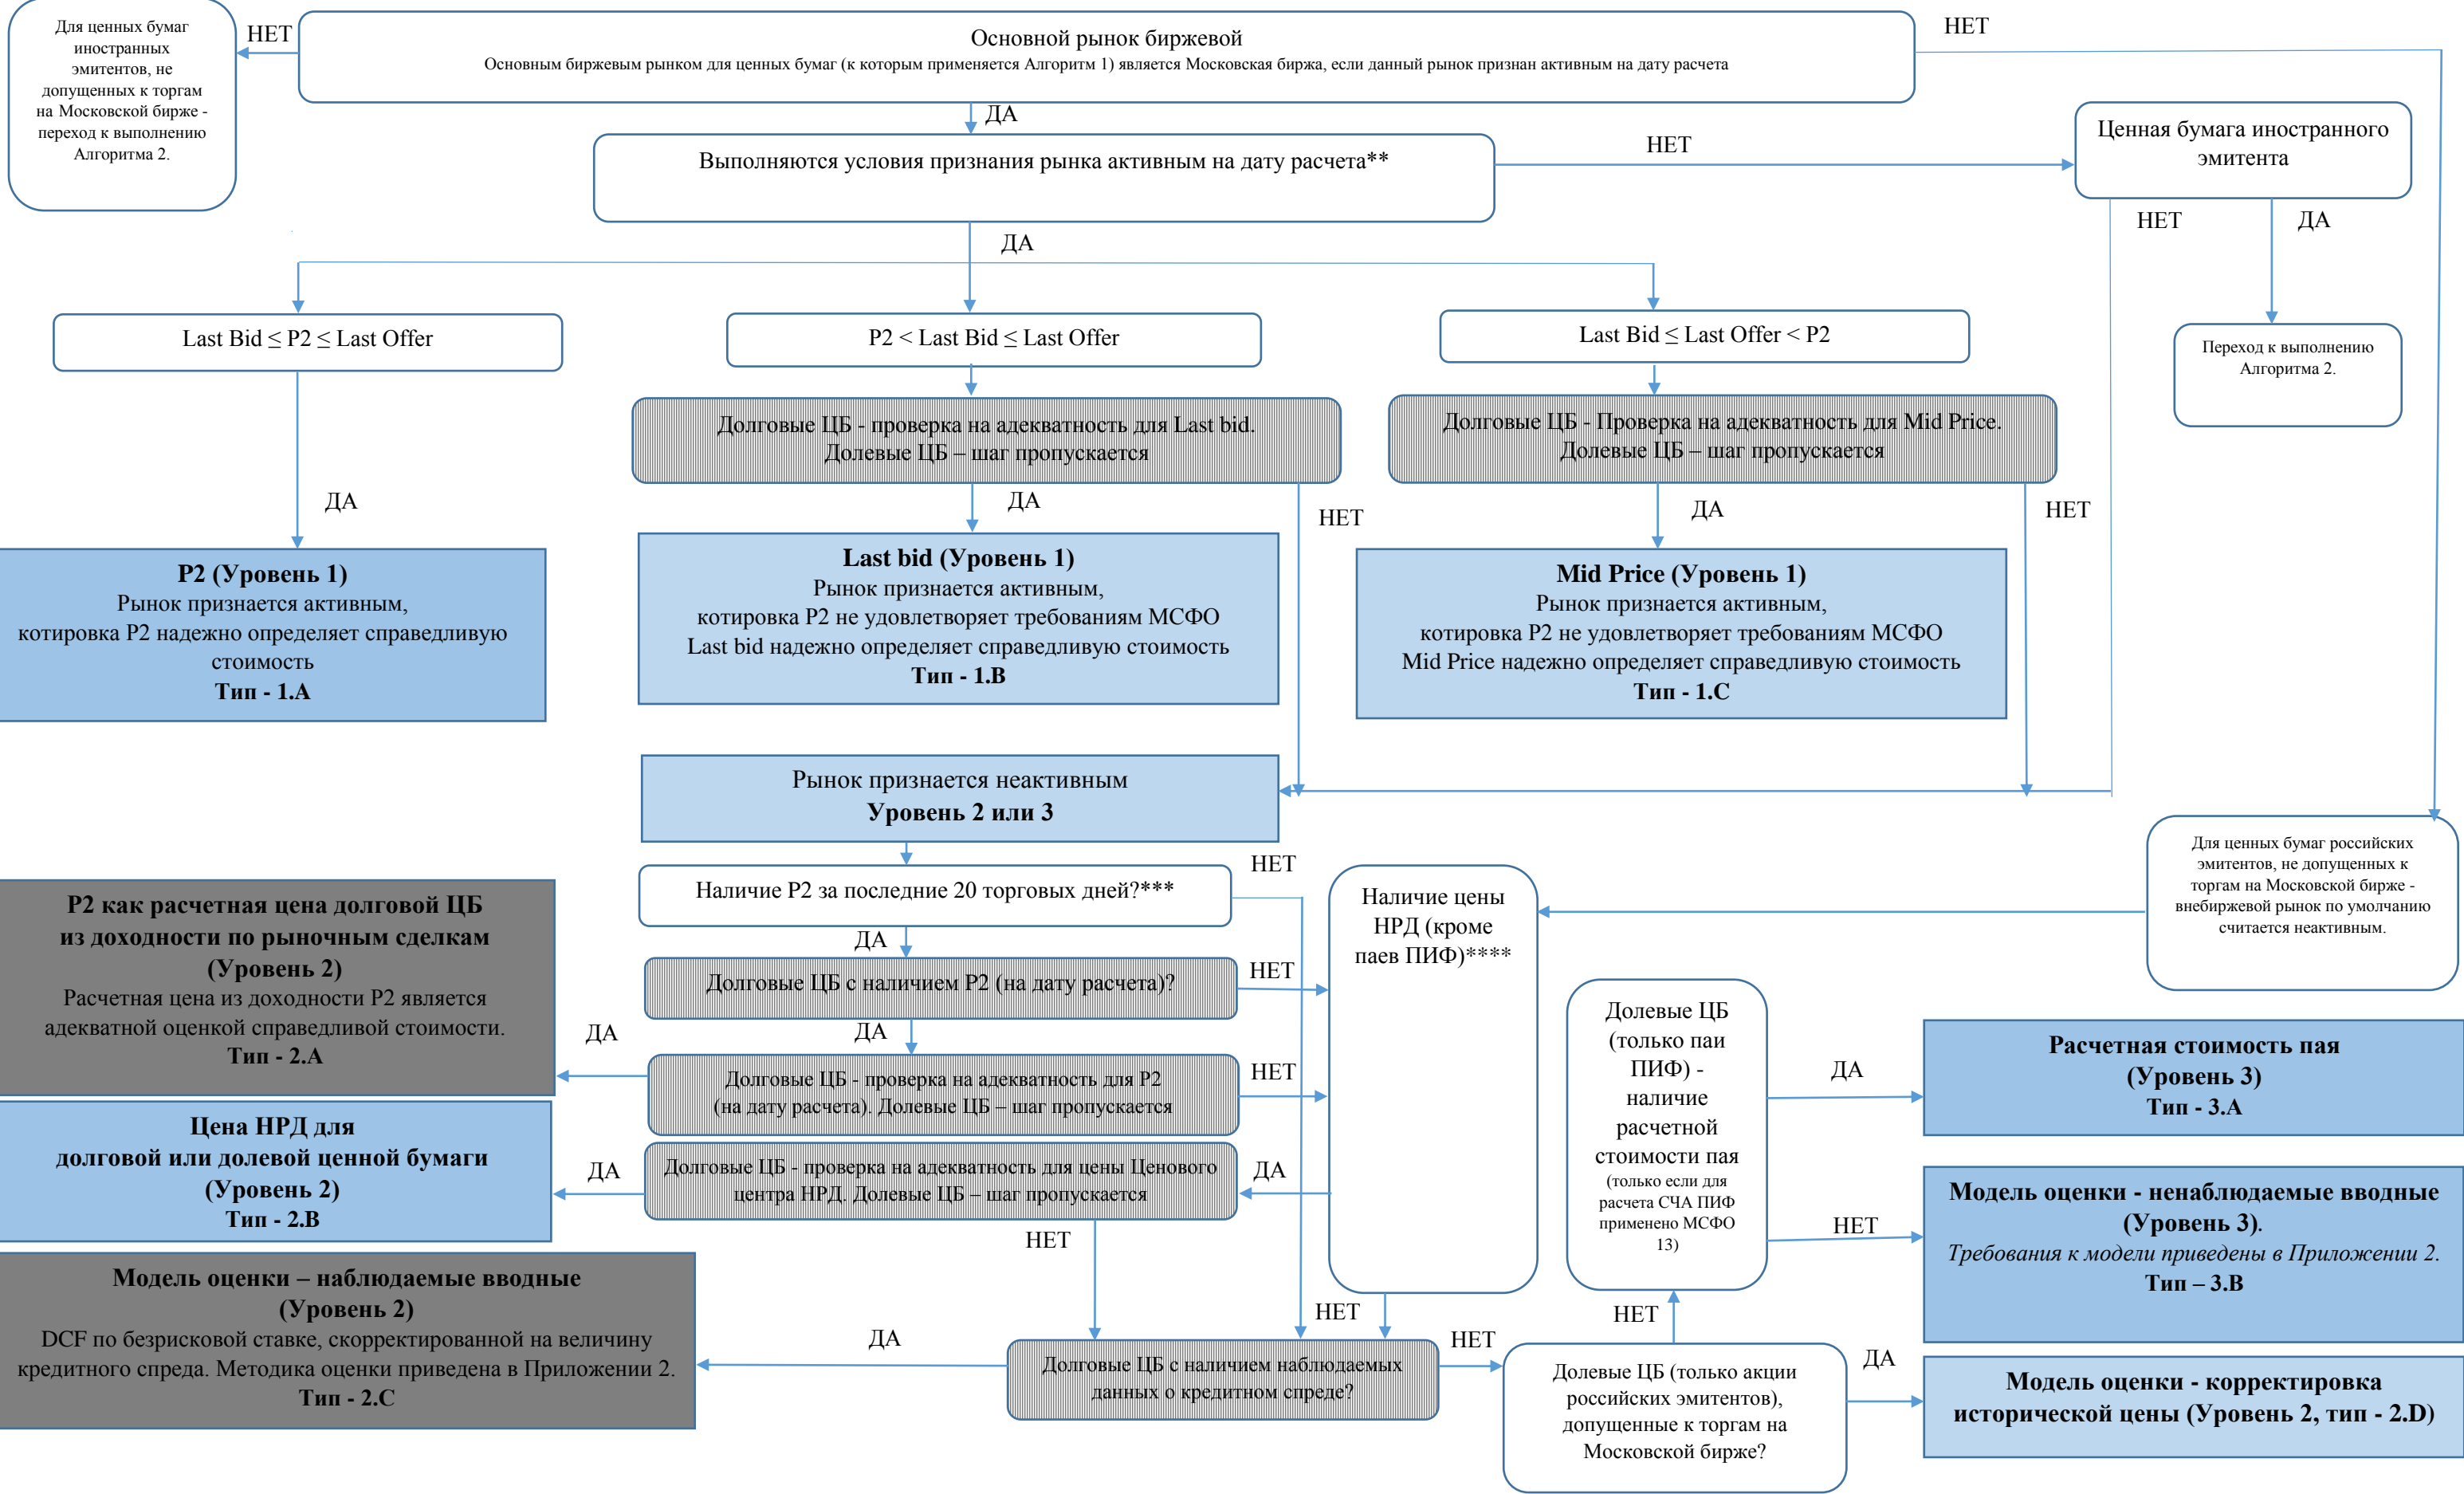 Для ценных бумаг
иностранных
эмитентов, не
допущенных к торгам
на Московской бирже -
переход к выполнению
Алгоритма 2.
НЕТ
Основной рынок биржевой
Основным биржевым рынком для ценных бумаг (к которым применяется Алгоритм 1) является Московская биржа, если данный рынок признан активным на дату расчета
НЕТ
ДА
Выполняются условия признания рынка активным на дату расчета**
НЕТ
Ценная бумага иностранного
эмитента
НЕТ
ДА
ДА
Last Bid ≤ P2 ≤ Last Offer
P2 < Last Bid ≤ Last Offer
Last Bid ≤ Last Offer < P2
Переход к выполнению
Алгоритма 2.
Долговые ЦБ - проверка на адекватность для Last bid.
Долевые ЦБ – шаг пропускается
Долговые ЦБ - Проверка на адекватность для Mid Price.
Долевые ЦБ – шаг пропускается
ДА
ДА
НЕТ
ДА
НЕТ
P2 (Уровень 1)
Рынок признается активным,
котировка P2 надежно определяет справедливую
стоимость
Тип - 1.A
Last bid (Уровень 1)
Рынок признается активным,
котировка P2 не удовлетворяет требованиям МСФО
Last bid надежно определяет справедливую стоимость
Тип - 1.B
Mid Price (Уровень 1)
Рынок признается активным,
котировка P2 не удовлетворяет требованиям МСФО
Mid Price надежно определяет справедливую стоимость
Тип - 1.C
Рынок признается неактивным
Уровень 2 или 3
Наличие P2 за последние 20 торговых дней?***
НЕТ
ДА
Наличие цены
НРД (кроме
паев ПИФ)****
Для ценных бумаг российских
эмитентов, не допущенных к
торгам на Московской бирже -
внебиржевой рынок по умолчанию
считается неактивным.
P2 как расчетная цена долговой ЦБ
из доходности по рыночным сделкам
(Уровень 2)
Расчетная цена из доходности P2 является
адекватной оценкой справедливой стоимости.
Тип - 2.A
Долговые ЦБ с наличием P2 (на дату расчета)?
НЕТ
ДА
ДА
Долговые ЦБ - проверка на адекватность для P2
(на дату расчета). Долевые ЦБ – шаг пропускается
НЕТ
Долевые ЦБ
(только паи
ПИФ) -
наличие
расчетной
стоимости пая
(только если для
расчета СЧА ПИФ
применено МСФО
13)
ДА
Расчетная стоимость пая
(Уровень 3)
Тип - 3.A
Цена НРД для
долговой или долевой ценной бумаги
(Уровень 2)
Тип - 2.B
ДА
Долговые ЦБ - проверка на адекватность для цены Ценового
центра НРД. Долевые ЦБ – шаг пропускается
ДА
НЕТ
НЕТ
Модель оценки - ненаблюдаемые вводные
(Уровень 3).
Требования к модели приведены в Приложении 2.
Тип – 3.B
Модель оценки – наблюдаемые вводные
(Уровень 2)
DCF по безрисковой ставке, скорректированной на величину
кредитного спреда. Методика оценки приведена в Приложении 2.
Тип - 2.C
ДА
НЕТ
Долговые ЦБ с наличием наблюдаемых
данных о кредитном спреде?
НЕТ
НЕТ
Долевые ЦБ (только акции
российских эмитентов),
допущенные к торгам на
Московской бирже?
ДА
Модель оценки - корректировка
исторической цены (Уровень 2, тип - 2.D)